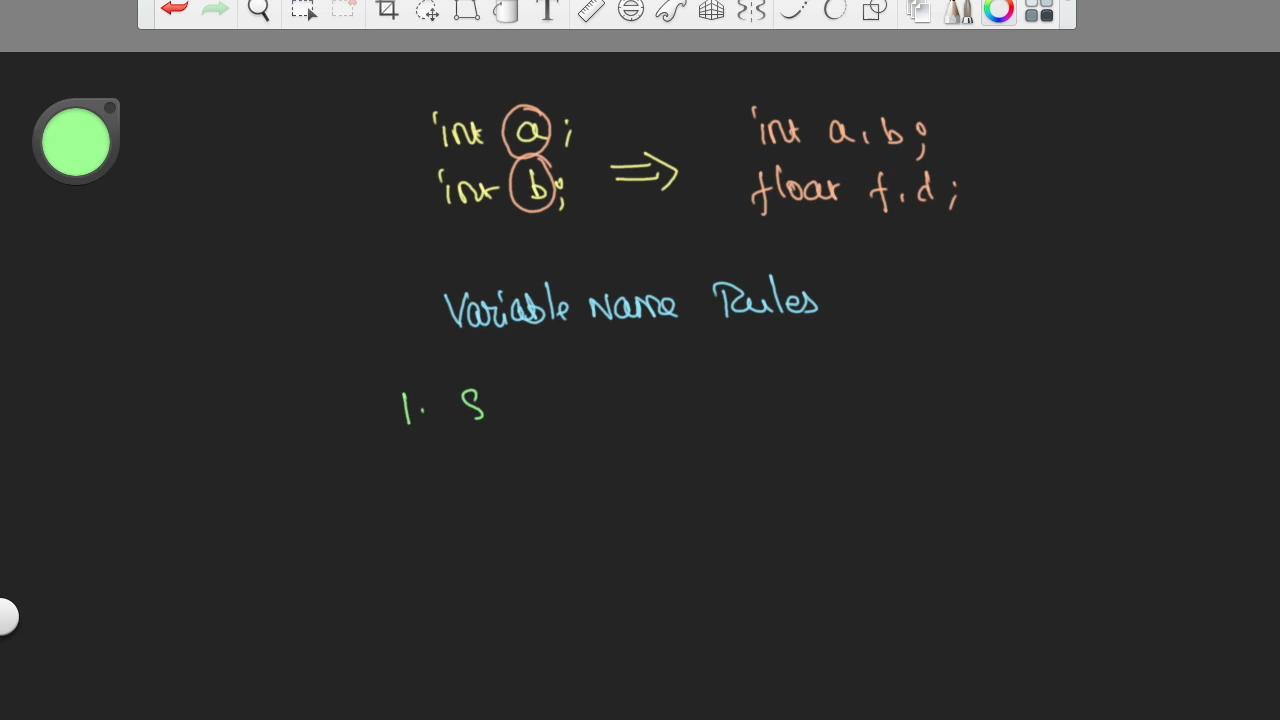 int a; int a, b;
int b; ⇒ float f, d;
Variable Name Rules
1. S